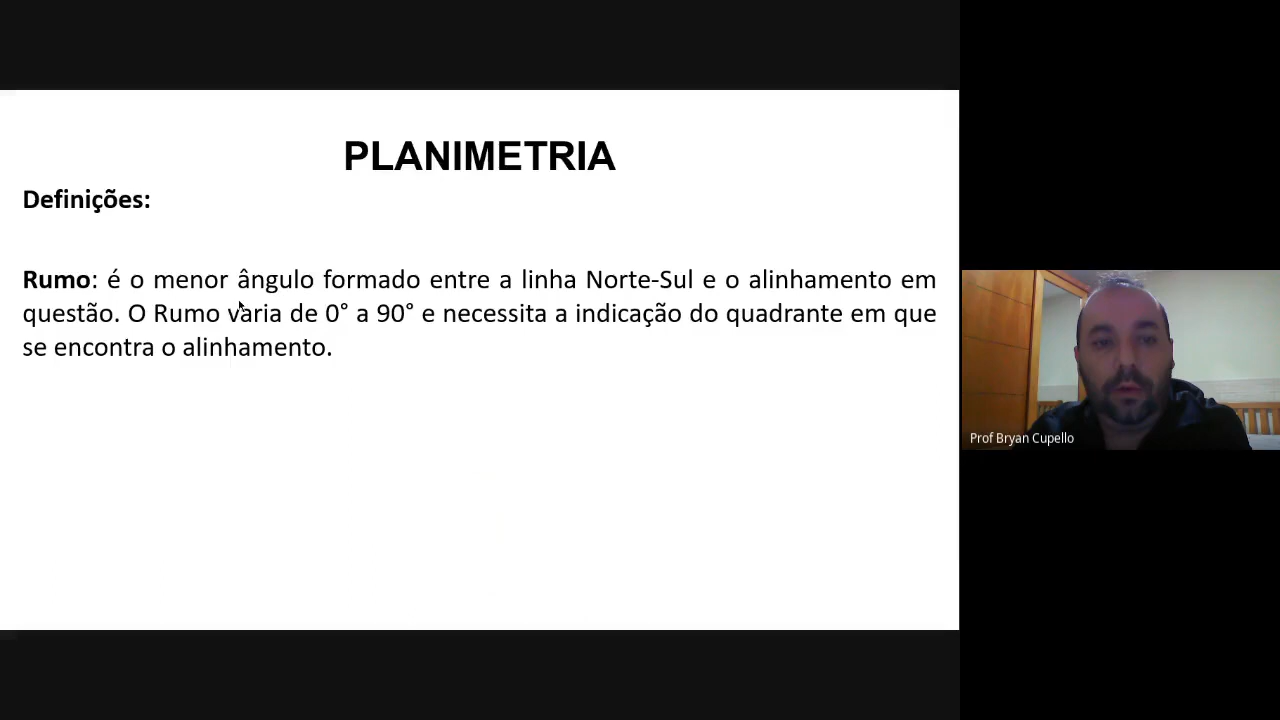 PLANIMETRIA
Definições:
Rumo: é o menor ângulo formado entre a linha Norte-Sul e o alinhamento em
questão. O Rumo varia de 0° a 90° e necessita a indicação do quadrante em que
se encontra o alinhamento.
Prof Bryan Cupello